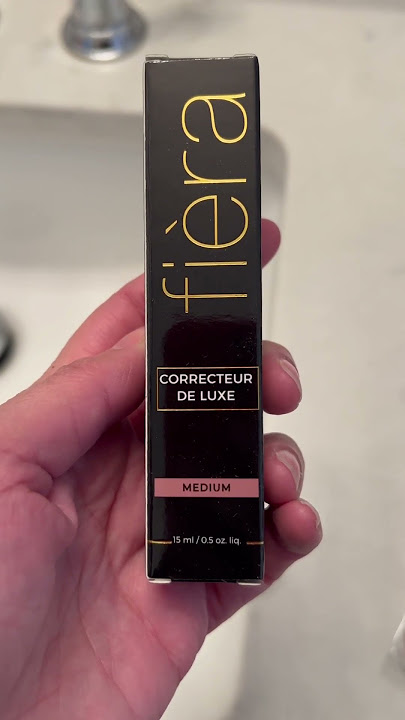 fièra
CORRECTEUR
DE LUXE
MEDIUM
15 ml / 0.5 oz. liq.